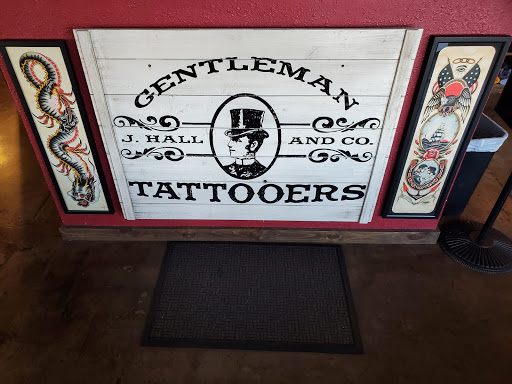 GENTLEMAN
J. HALL AND CO.
TATTOOERS